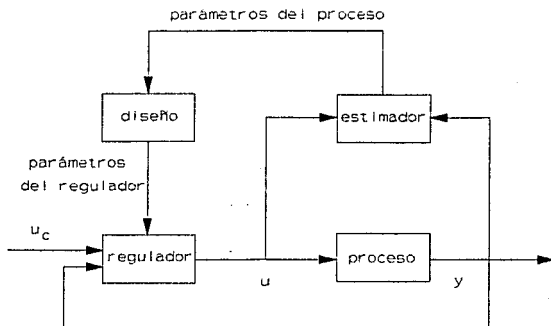 parámetros del proceso
diseño
estimador
parámetros
del regulador
u_c
regulador
proceso
u
y